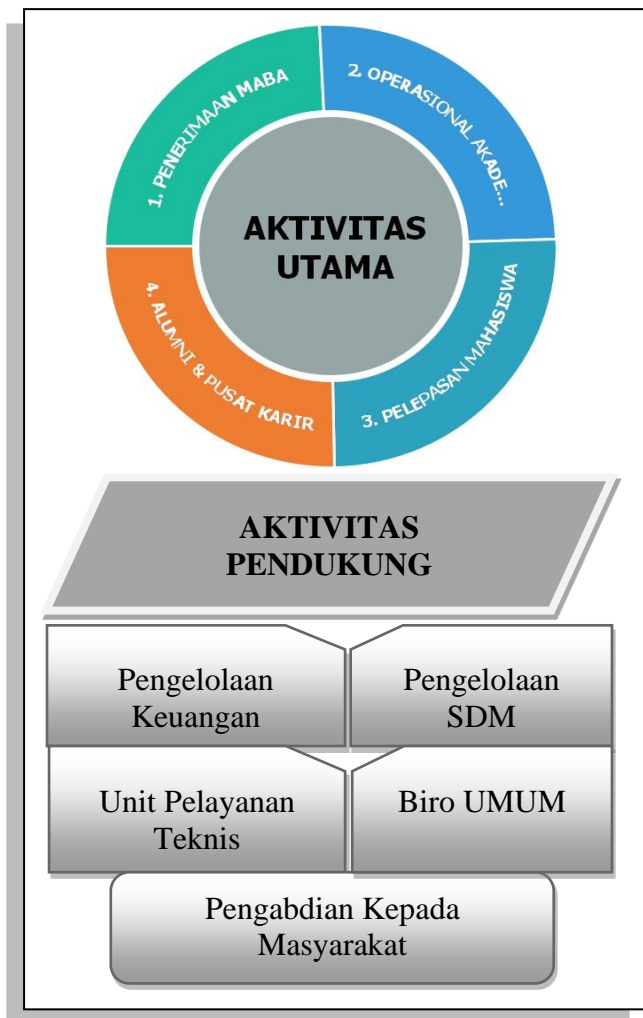 1. PENERIMAAN MABA
2. OPERASIONAL AKADE...
AKTIVITAS
UTAMA
4. ALUMNI & PUSAT KARIR
3. PELEPASAN MAHASISWA
AKTIVITAS
PENDUKUNG
Pengelolaan
Keuangan
Pengelolaan
SDM
Unit Pelayanan
Teknis
Biro UMUM
Pengabdian Kepada
Masyarakat